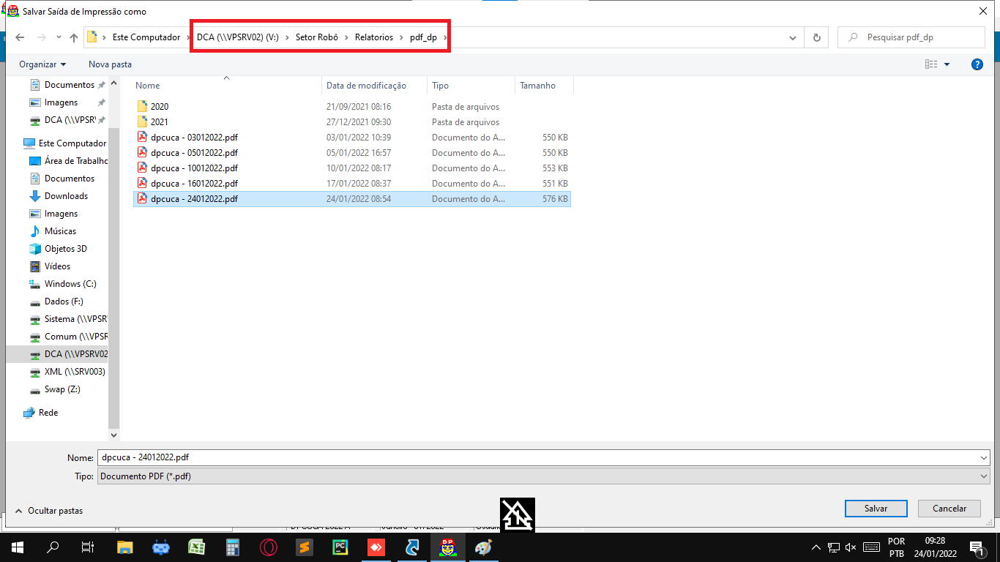 Salvar Saída de Impressão como
Este Computador
DCA (\\VPSRV02) (V:)
Setor Robô
Relatorios
pdf_dp
Pesquisar pdf_dp
Organizar
Nova pasta
Nome
Data de modificação
Tipo
Tamanho
2020 21/09/2021 08:16 Pasta de arquivos
2021 27/12/2021 09:30 Pasta de arquivos
dpcuca - 03012022.pdf 03/01/2022 10:39 Documento do A... 550 KB
dpcuca - 05012022.pdf 05/01/2022 16:57 Documento do A... 550 KB
dpcuca - 10012022.pdf 10/01/2022 08:17 Documento do A... 553 KB
dpcuca - 16012022.pdf 17/01/2022 08:37 Documento do A... 551 KB
dpcuca - 24012022.pdf 24/01/2022 08:54 Documento do A... 576 KB
Documentos
Imagens
DCA (\\VPSR
Este Computador
Área de Trabalho
Documentos
Downloads
Imagens
Músicas
Objetos 3D
Vídeos
Windows (C:)
Dados (F:)
Sistema (\\VPSR
Comum (\\VPSR
DCA (\\VPSRV02
XML (\\SRV003)
Swap (Z:)
Rede
Nome: dpcuca - 24012022.pdf
Tipo: Documento PDF (*.pdf)
Ocultar pastas
Salvar
Cancelar
POR
PTB
09:28
24/01/2022
1